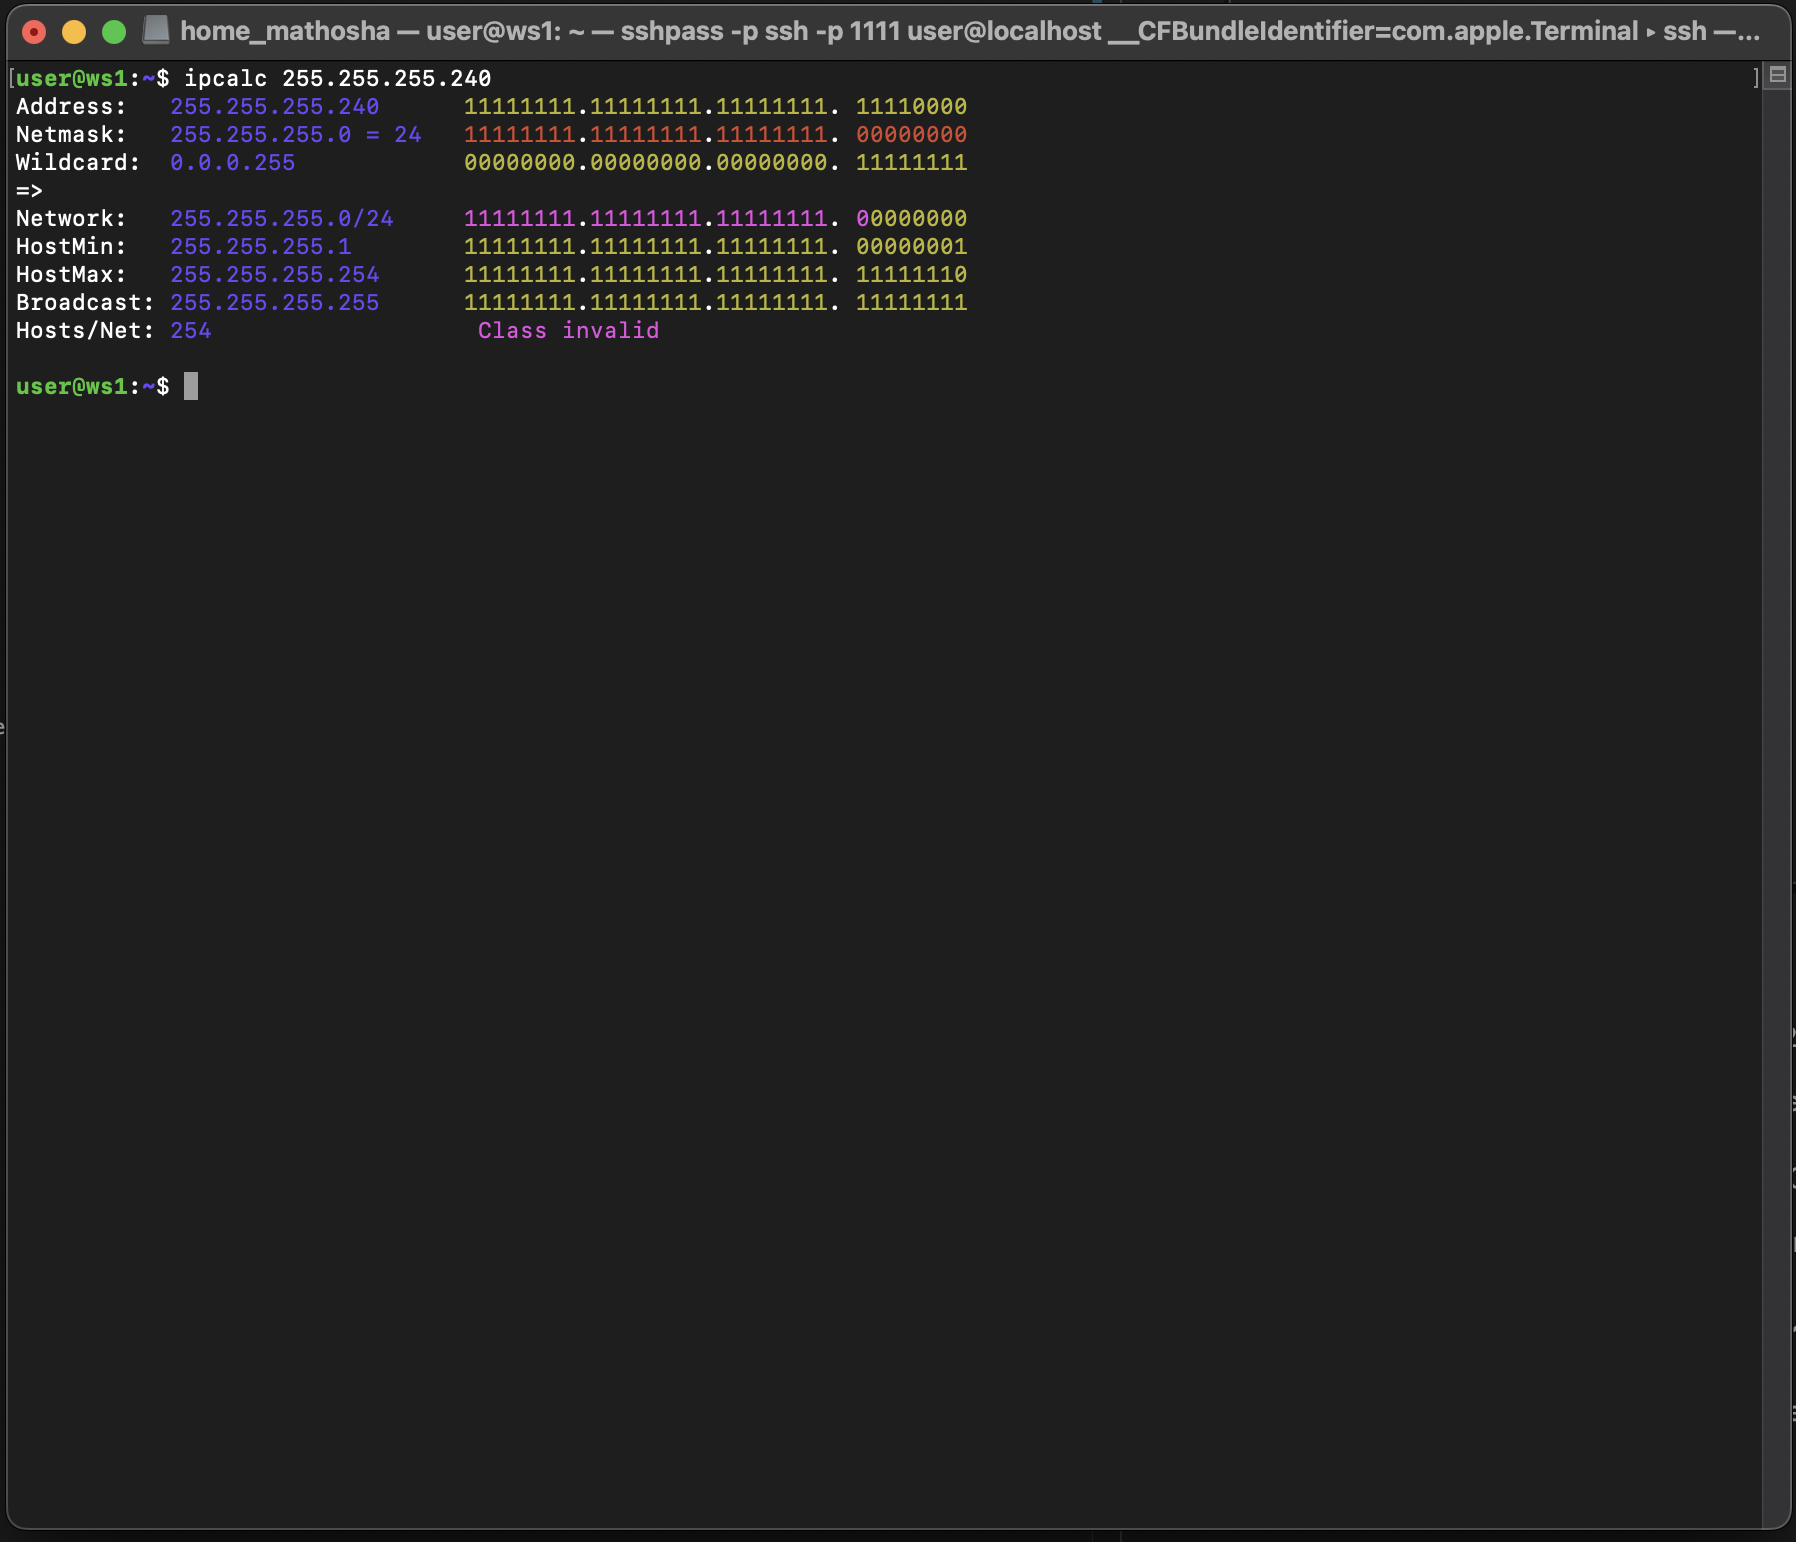 home_mathosha — user@ws1: ~ — sshpass -p ssh -p 1111 user@localhost __CFBundleIdentifier=com.apple.Terminal ▸ ssh —...
[user@ws1:~$ ipcalc 255.255.255.240 ]
Address:   255.255.255.240      11111111.11111111.11111111. 11110000
Netmask:   255.255.255.0 = 24   11111111.11111111.11111111. 00000000
Wildcard:  0.0.0.255            00000000.00000000.00000000. 11111111
=>
Network:   255.255.255.0/24     11111111.11111111.11111111. 00000000
HostMin:   255.255.255.1        11111111.11111111.11111111. 00000001
HostMax:   255.255.255.254      11111111.11111111.11111111. 11111110
Broadcast: 255.255.255.255      11111111.11111111.11111111. 11111111
Hosts/Net: 254                   Class invalid
user@ws1:~$